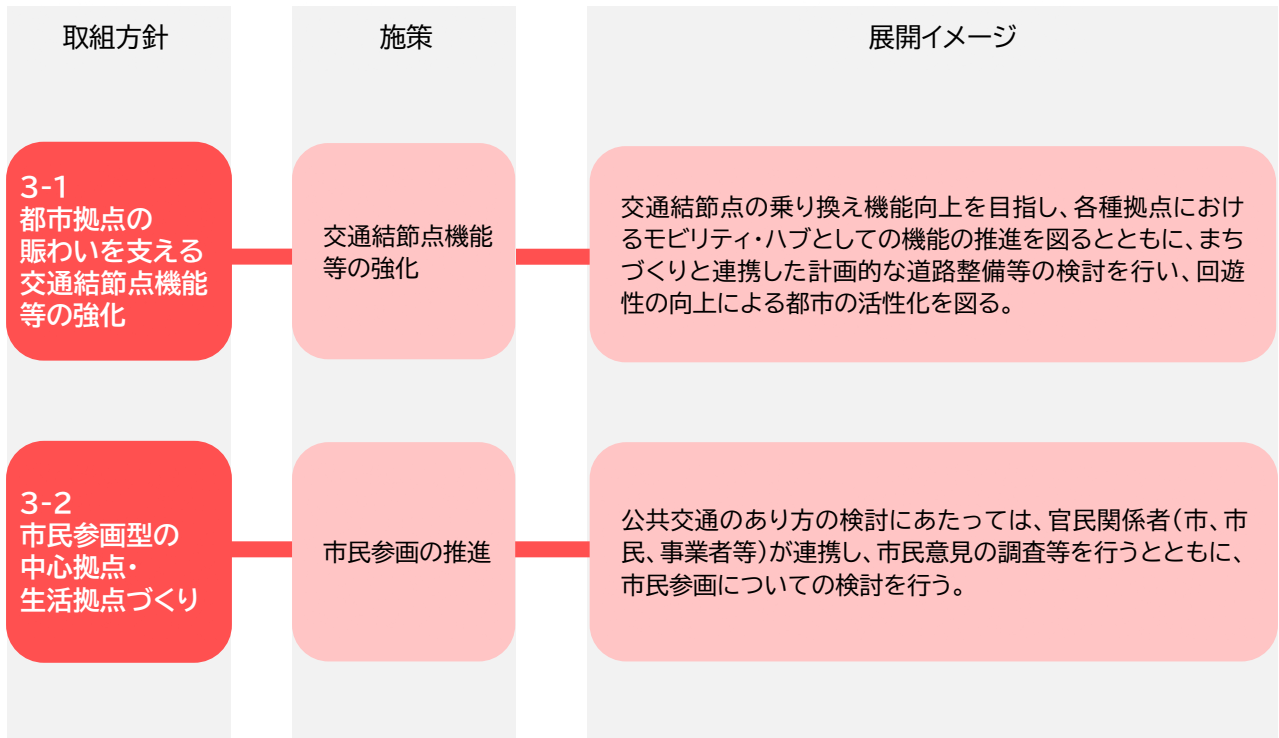 取組方針
施策
展開イメージ
3-1
都市拠点の
賑わいを支える
交通結節点機能
等の強化
交通結節点機能
等の強化
交通結節点の乗り換え機能向上を目指し、各種拠点におけ
るモビリティ・ハブとしての機能の推進を図るとともに、まち
づくりと連携した計画的な道路整備等の検討を行い、回遊
性の向上による都市の活性化を図る。
3-2
市民参画型の
中心拠点・
生活拠点づくり
市民参画の推進
公共交通のあり方の検討にあたっては、官民関係者(市、市
民、事業者等)が連携し、市民意見の調査等を行うとともに、
市民参画についての検討を行う。